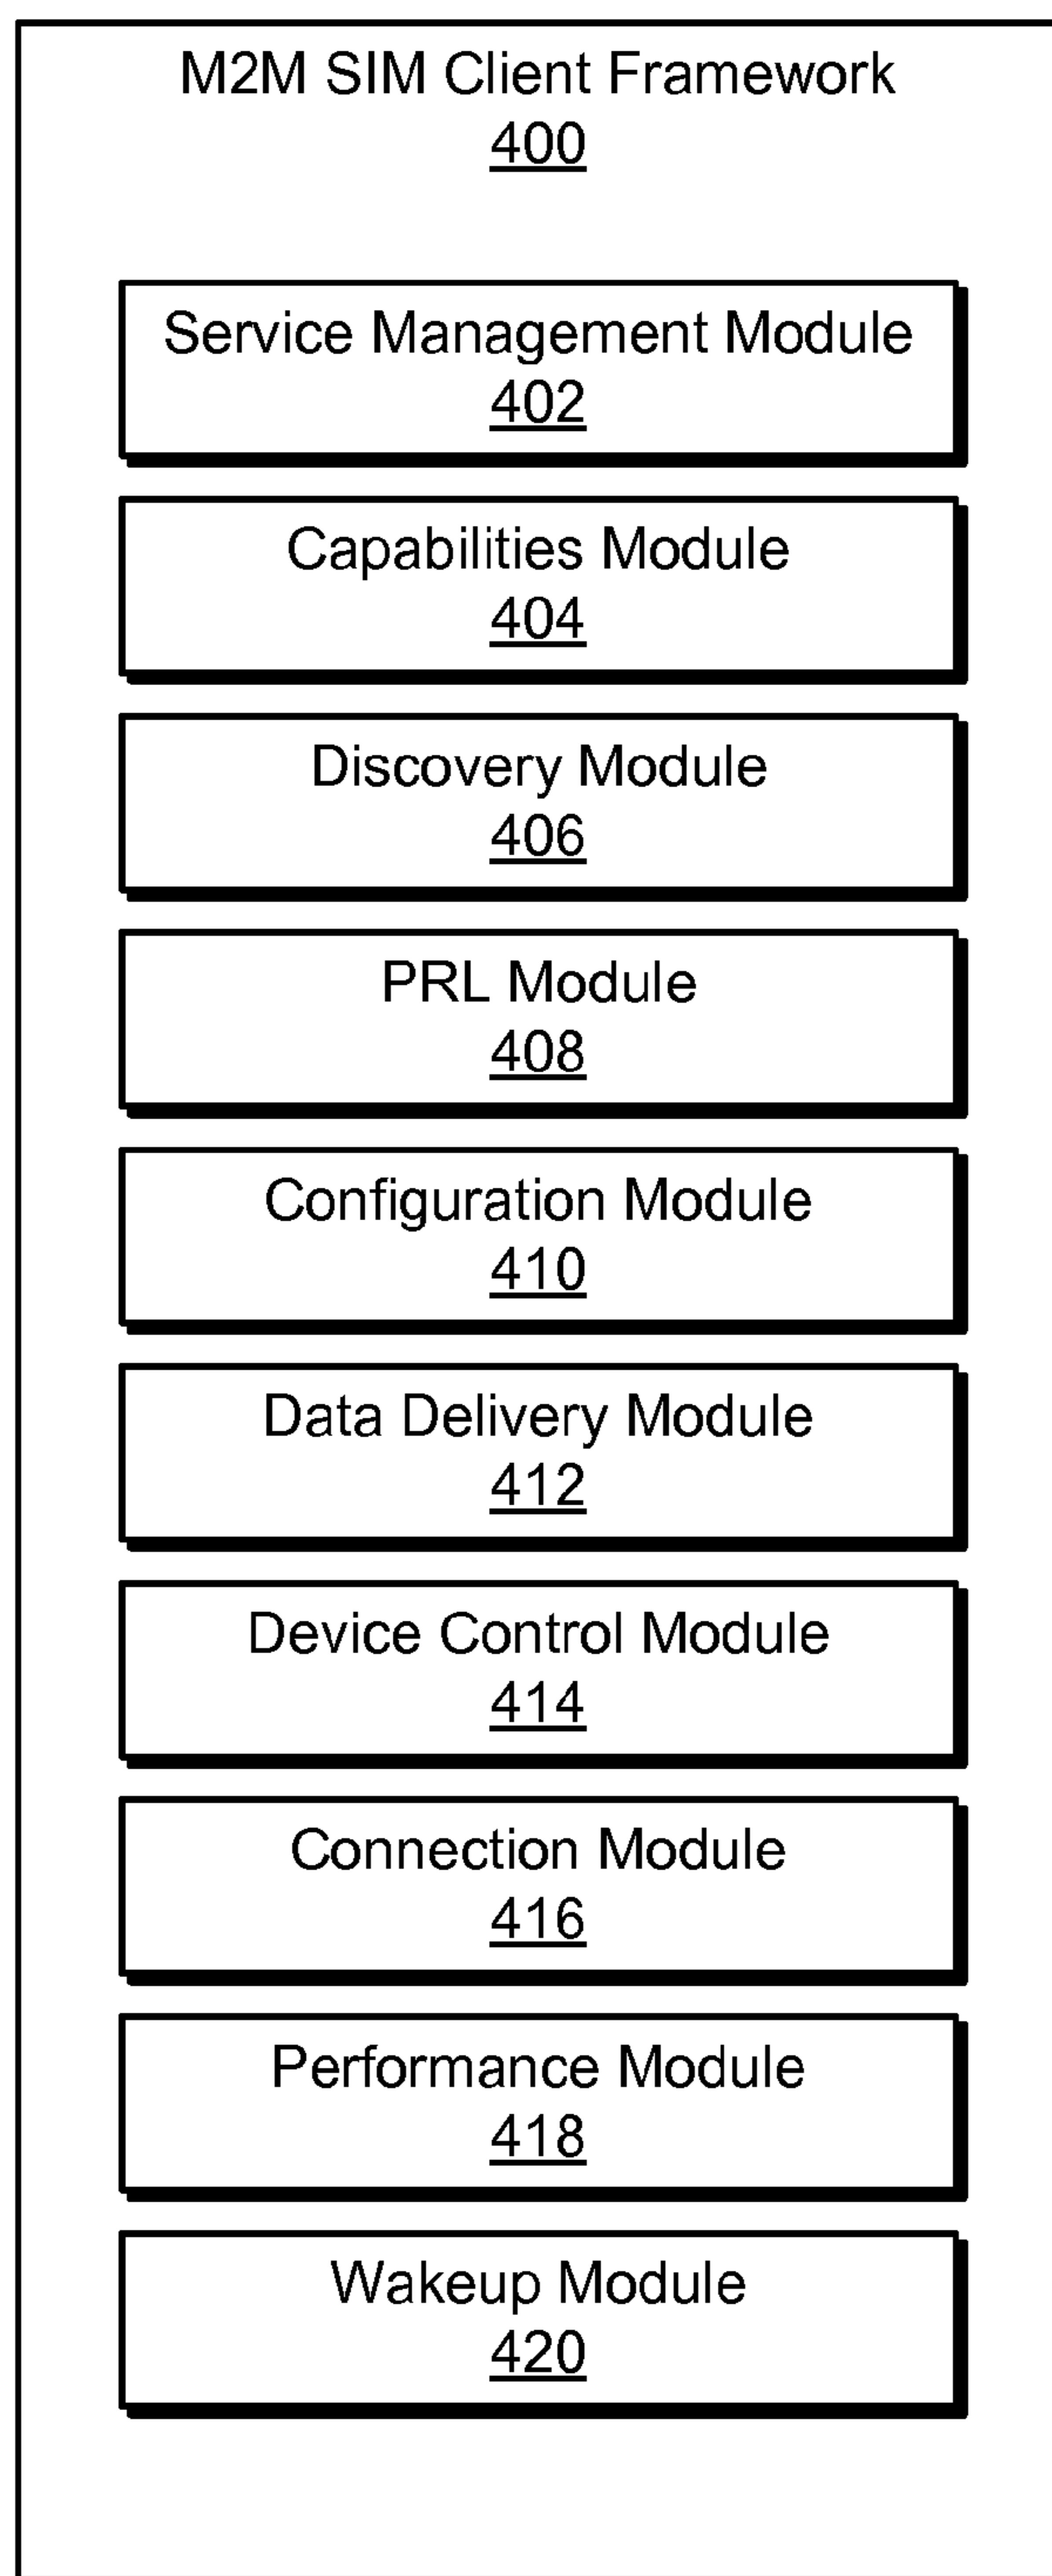 M2M SIM Client Framework
400
Service Management Module
402
Capabilities Module
404
Discovery Module
406
PRL Module
408
Configuration Module
410
Data Delivery Module
412
Device Control Module
414
Connection Module
416
Performance Module
418
Wakeup Module
420